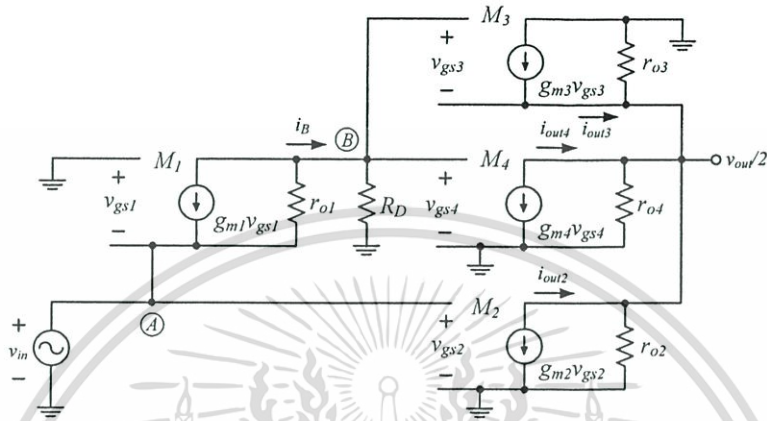 M3
+
vgs3
−
gm3vgs3
ro3
iout4 iout3
iB
B
M1
+
vgs1
−
gm1vgs1
ro1
RD
M4
+
vgs4
−
gm4vgs4
ro4
vout/2
iout2
A
+
vin
−
M2
+
vgs2
−
gm2vgs2
ro2